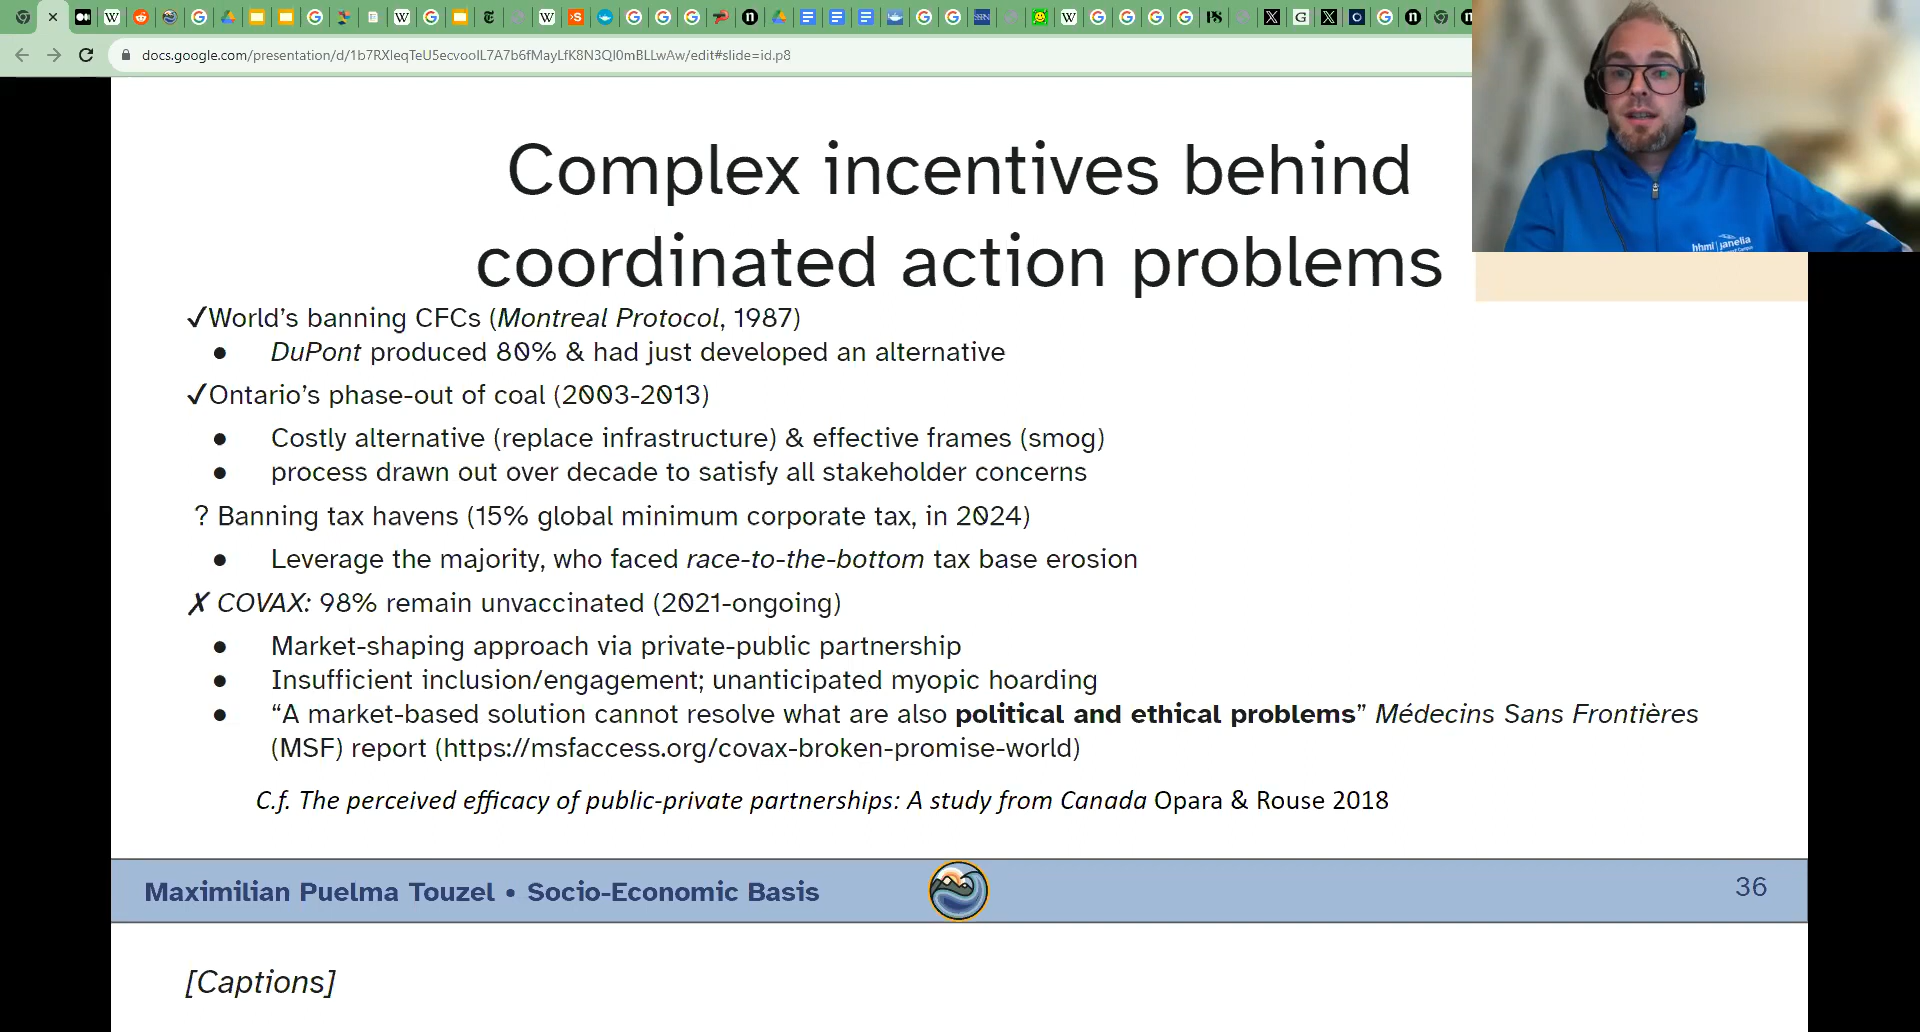 docs.google.com/presentation/d/1b7RXleqTeU5ecvooIL7A7b6fMayLfK8N3QI0mBLLwAw/edit#slide=id.p8
Complex incentives behind
coordinated action problems
✓World’s banning CFCs (Montreal Protocol, 1987)
● DuPont produced 80% & had just developed an alternative
✓Ontario’s phase-out of coal (2003-2013)
● Costly alternative (replace infrastructure) & effective frames (smog)
● process drawn out over decade to satisfy all stakeholder concerns
? Banning tax havens (15% global minimum corporate tax, in 2024)
● Leverage the majority, who faced race-to-the-bottom tax base erosion
✗ COVAX: 98% remain unvaccinated (2021-ongoing)
● Market-shaping approach via private-public partnership
● Insufficient inclusion/engagement; unanticipated myopic hoarding
● “A market-based solution cannot resolve what are also political and ethical problems” Médecins Sans Frontières
(MSF) report (https://msfaccess.org/covax-broken-promise-world)
C.f. The perceived efficacy of public-private partnerships: A study from Canada Opara & Rouse 2018
Maximilian Puelma Touzel • Socio-Economic Basis
36
[Captions]
hhmi | janelia